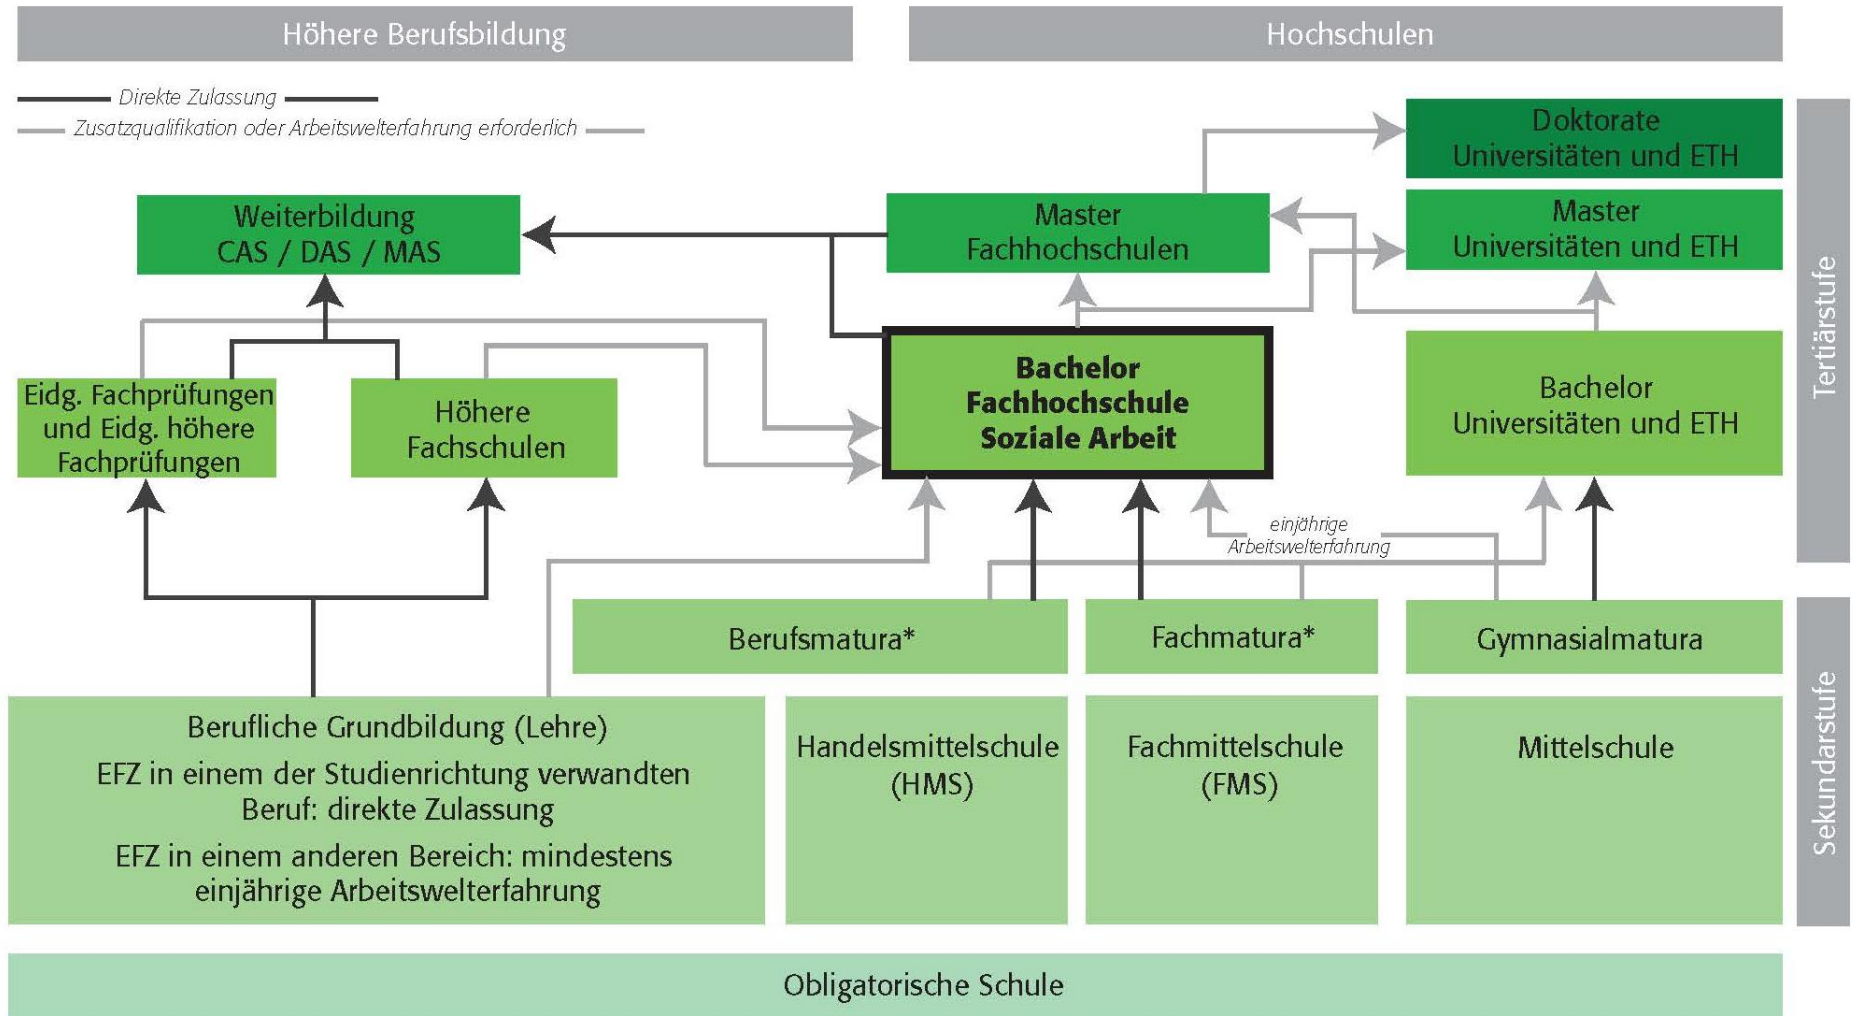 Höhere Berufsbildung
Hochschulen
Direkte Zulassung
Zusatzqualifikation oder Arbeitswelterfahrung erforderlich
Doktorate
Universitäten und ETH
Weiterbildung
CAS / DAS / MAS
Master
Fachhochschulen
Master
Universitäten und ETH
Tertiärstufe
Eidg. Fachprüfungen
und Eidg. höhere
Fachprüfungen
Höhere
Fachschulen
Bachelor
Fachhochschule
Soziale Arbeit
Bachelor
Universitäten und ETH
einjährige
Arbeitswelterfahrung
Berufsmatura*
Fachmatura*
Gymnasialmatura
Sekundarstufe
Berufliche Grundbildung (Lehre)
EFZ in einem der Studienrichtung verwandten
Beruf: direkte Zulassung
EFZ in einem anderen Bereich: mindestens
einjährige Arbeitswelterfahrung
Handelsmittelschule
(HMS)
Fachmittelschule
(FMS)
Mittelschule
Obligatorische Schule